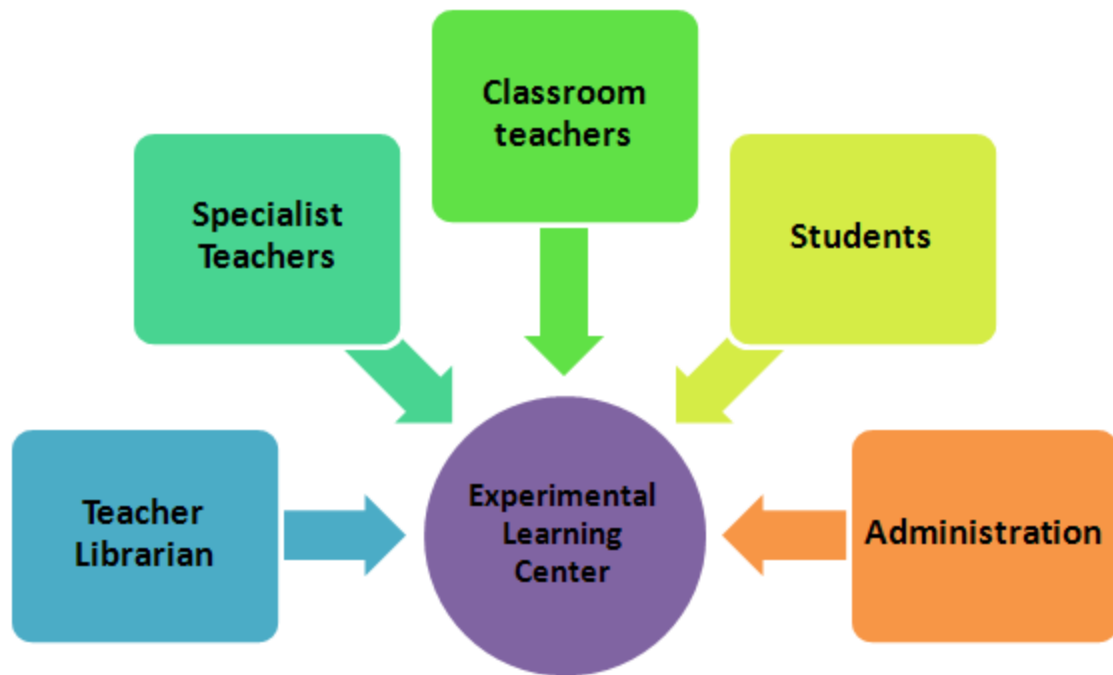 Classroom
teachers
Specialist
Teachers
Students
Teacher
Librarian
Experimental
Learning
Center
Administration